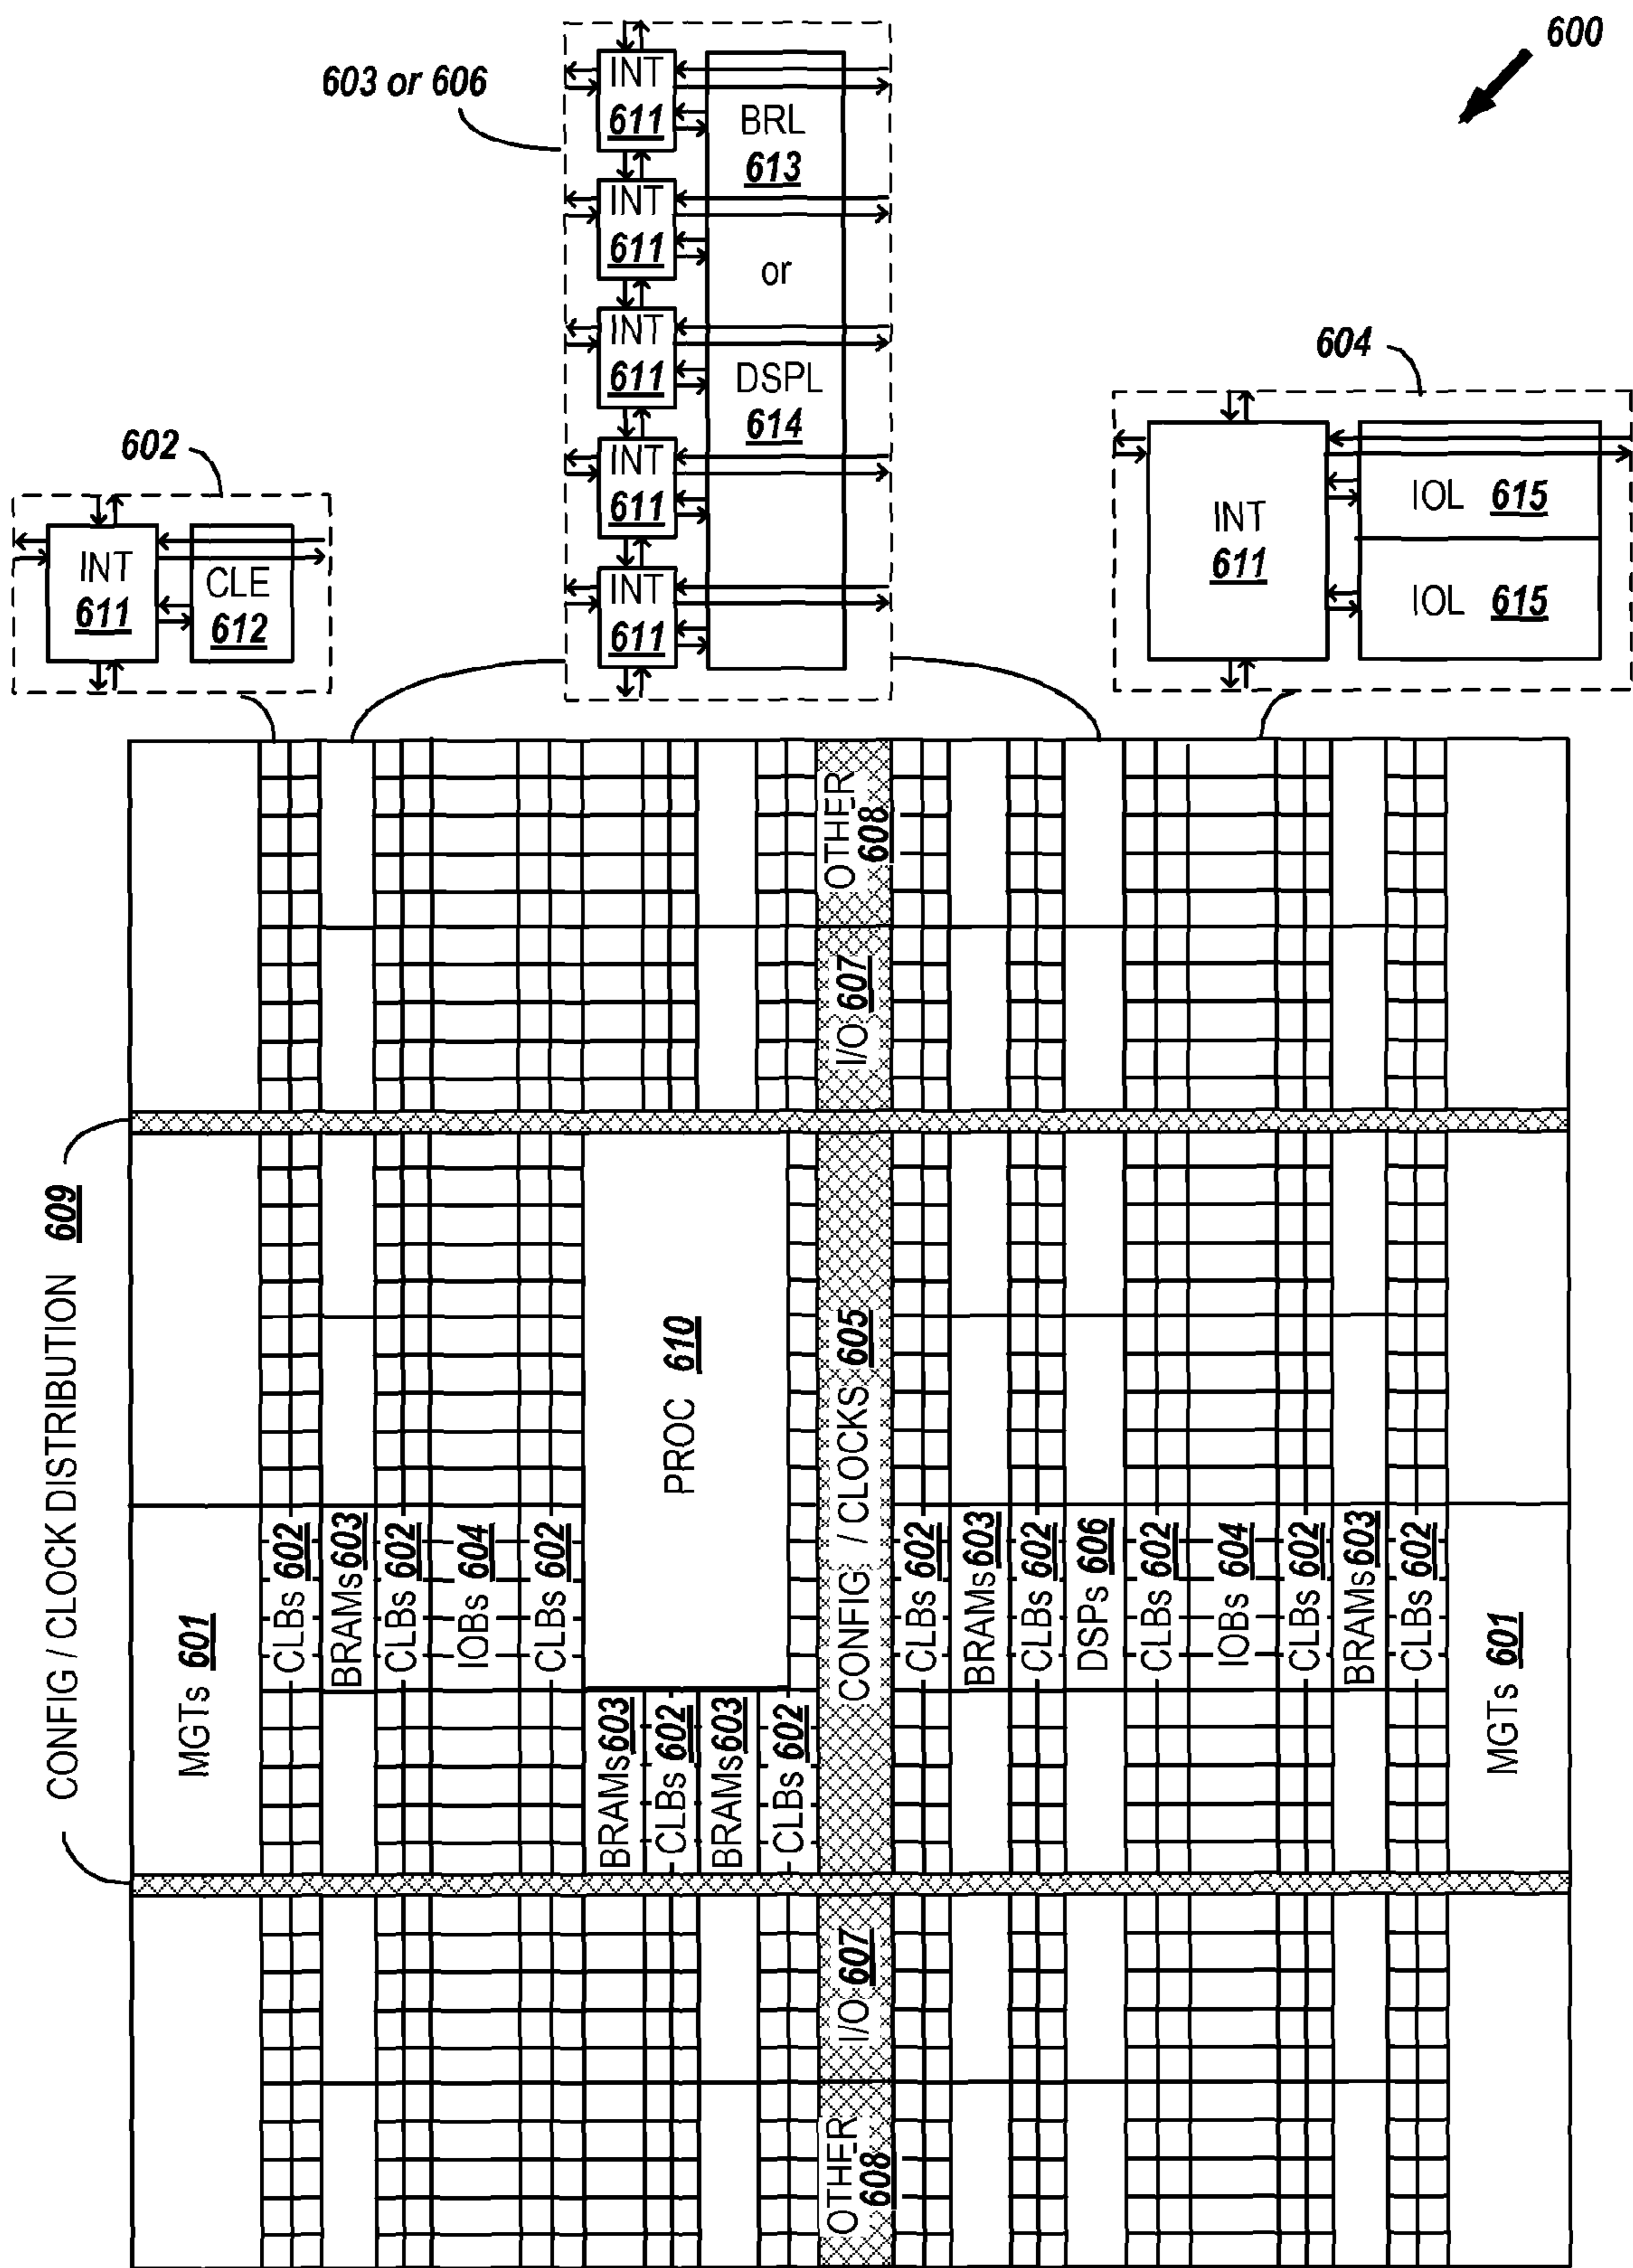 600
603 or 606
INT
611
INT
611
INT
611
INT
611
INT
611
BRL
613
or
DSPL
614
604
INT
611
IOL 615
IOL 615
602
INT
611
CLE
612
OTHER
608
I/O 607
CONFIG / CLOCK DISTRIBUTION 609
PROC 610
CONFIG / CLOCKS 605
MGTs 601
CLBs 602
BRAMs 603
CLBs 602
IOBs 604
CLBs 602
BRAMs 603
CLBs 602
BRAMs 603
CLBs 602
CLBs 602
BRAMs 603
CLBs 602
DSPs 606
CLBs 602
IOBs 604
CLBs 602
BRAMs 603
CLBs 602
MGTs 601
I/O 607
OTHER
608